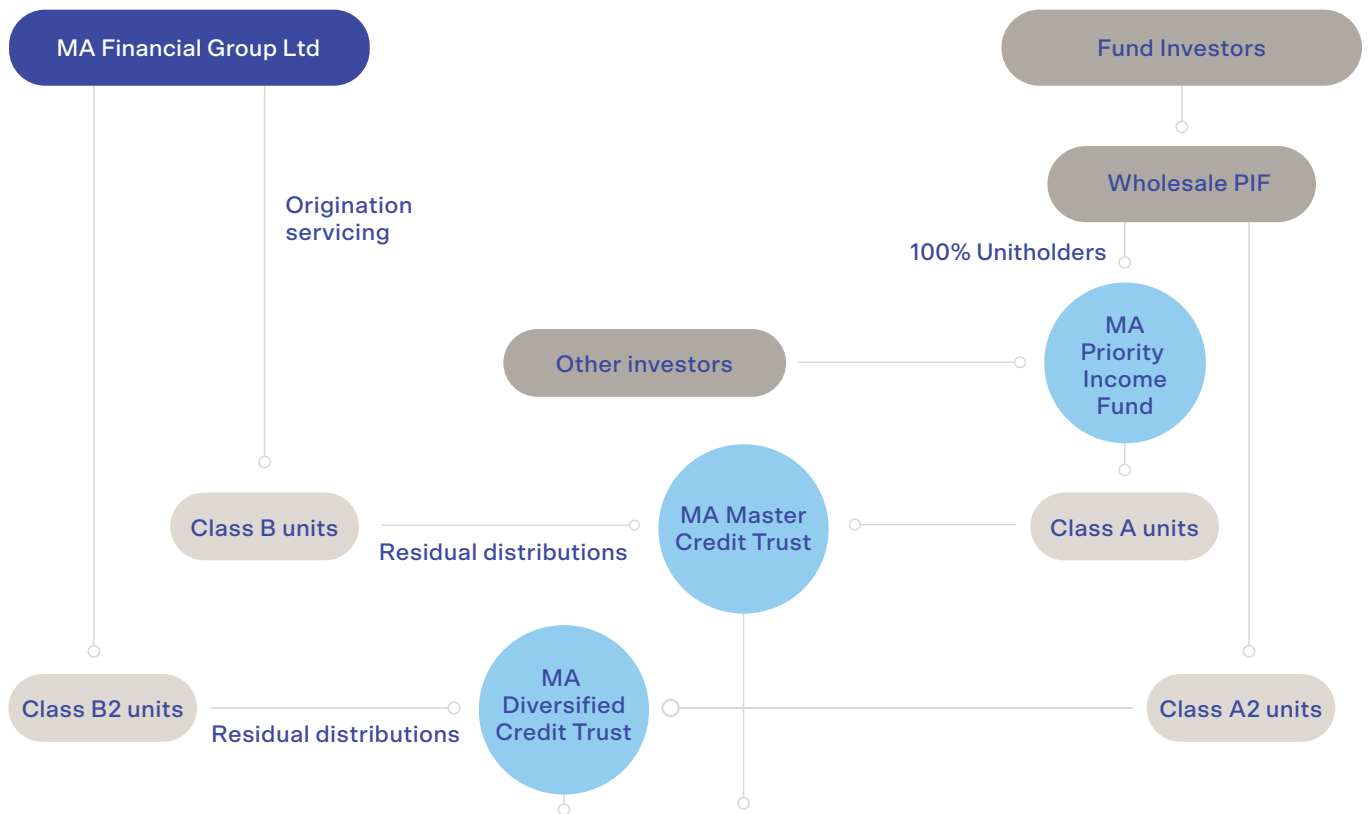 MA Financial Group Ltd
Fund Investors
Wholesale PIF
Origination
servicing
100% Unitholders
MA
Priority
Income
Fund
Other investors
Class B units
Residual distributions
MA Master
Credit Trust
Class A units
Class B2 units
Residual distributions
MA
Diversified
Credit Trust
Class A2 units